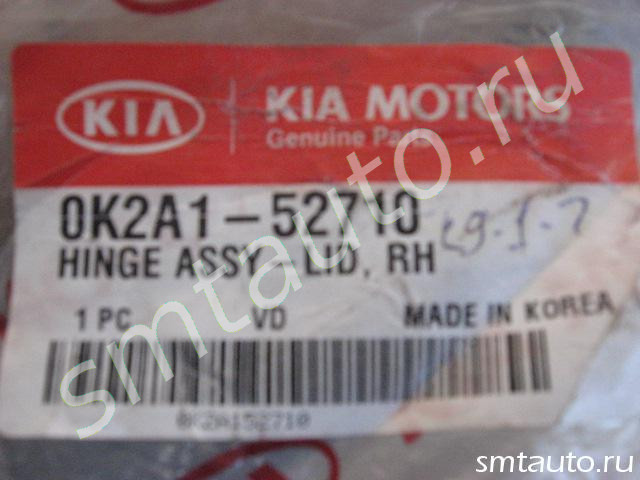 KIA
KIA MOTORS
Genuine Parts
0K2A1-52710
HINGE ASSY-LID, RH
1 PC VD MADE IN KOREA
0K2A152710
smtauto.ru
smtauto.ru